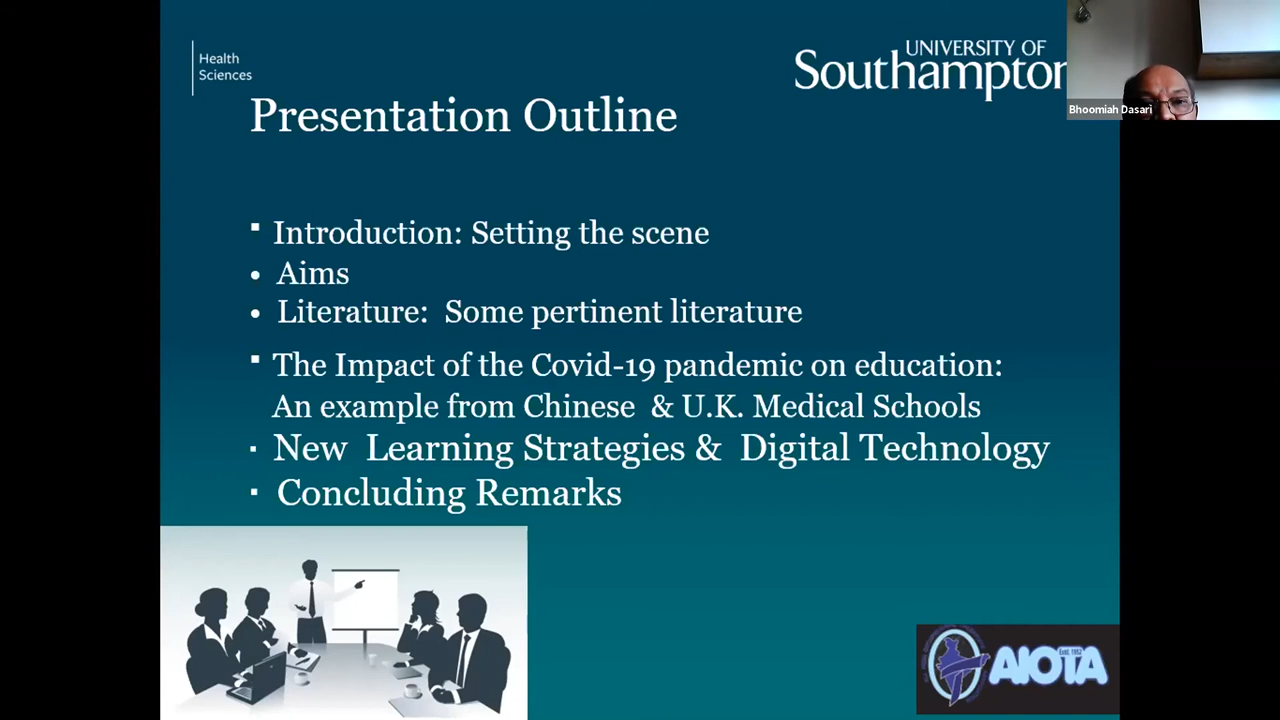 Health
Sciences
UNIVERSITY OF
Southampton
Bhoomiah Dasari
Presentation Outline
▪ Introduction: Setting the scene
• Aims
• Literature: Some pertinent literature
▪ The Impact of the Covid-19 pandemic on education:
An example from Chinese & U.K. Medical Schools
▪ New Learning Strategies & Digital Technology
▪ Concluding Remarks
Estd. 1952
AIOTA